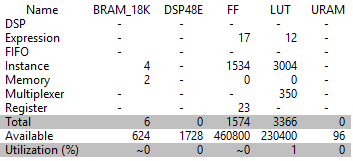 Name BRAM_18K DSP48E FF LUT URAM
DSP - - - - -
Expression - - 17 12 -
FIFO - - - - -
Instance 4 - 1534 3004 -
Memory 2 - 0 0 -
Multiplexer - - - 350 -
Register - - 23 - -
Total 6 0 1574 3366 0
Available 624 1728 460800 230400 96
Utilization (%) ~0 0 ~0 1 0